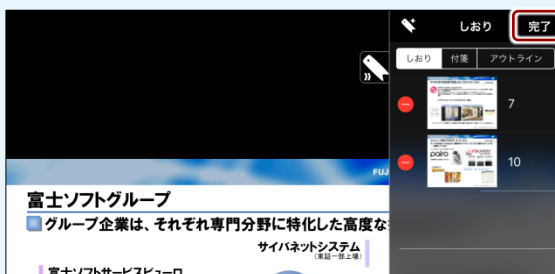 しおり
完了
しおり
付箋
アウトライン
7
10
palro
FUJ
富士ソフトグループ
グループ企業は、それぞれ専門分野に特化した高度な
サイバネットシステム
(東証一部上場)
富士ソフトサービスビューロ